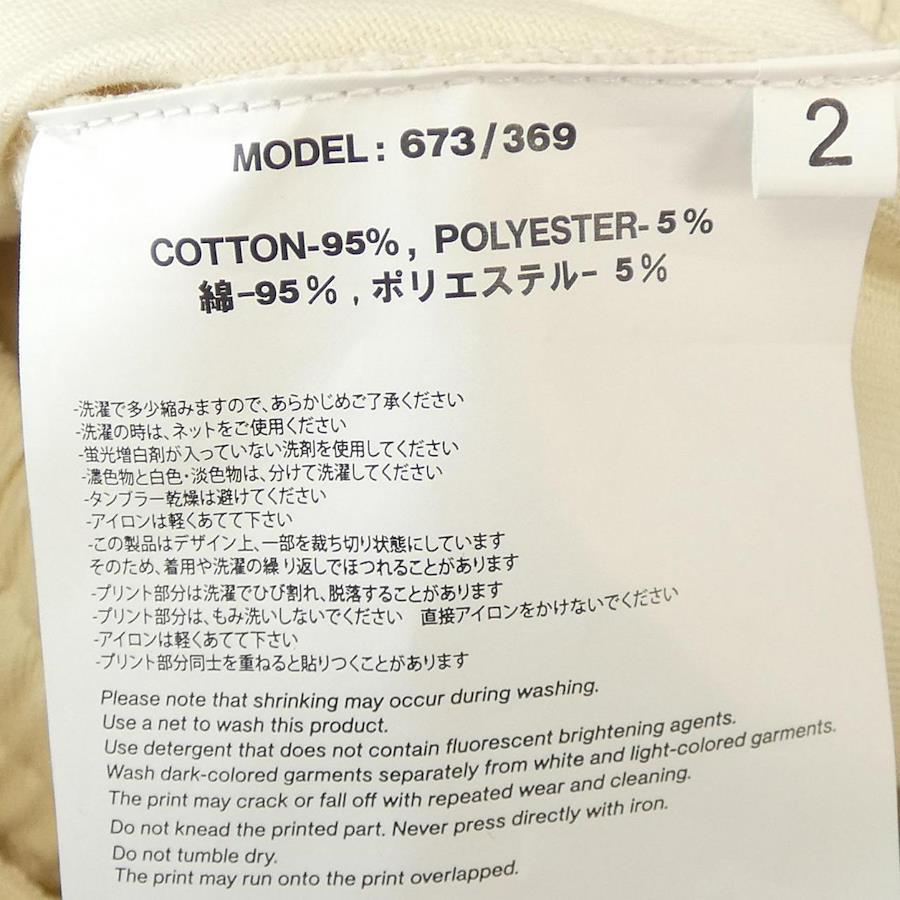 2
MODEL: 673/369
COTTON-95%, POLYESTER-5%
綿-95%,ポリエステル-5%
-洗濯で多少縮みますので、あらかじめご了承ください
-洗濯の時は、ネットをご使用ください
-蛍光増白剤が入っていない洗剤を使用してください
-濃色物と白色・淡色物は、分けて洗濯してください
-タンブラー乾燥は避けてください
-アイロンは軽くあてて下さい
-この製品はデザイン上、一部を裁ち切り状態にしています
そのため、着用や洗濯の繰り返しでほつれることがあります
-プリント部分は洗濯でひび割れ、脱落することがあります
-プリント部分は、もみ洗いしないでください 直接アイロンをかけないでください
-アイロンは軽くあてて下さい
-プリント部分同士を重ねると貼りつくことがあります
Please note that shrinking may occur during washing.
Use a net to wash this product.
Use detergent that does not contain fluorescent brightening agents.
Wash dark-colored garments separately from white and light-colored garments.
The print may crack or fall off with repeated wear and cleaning.
Do not knead the printed part. Never press directly with iron.
Do not tumble dry.
The print may run onto the print overlapped.